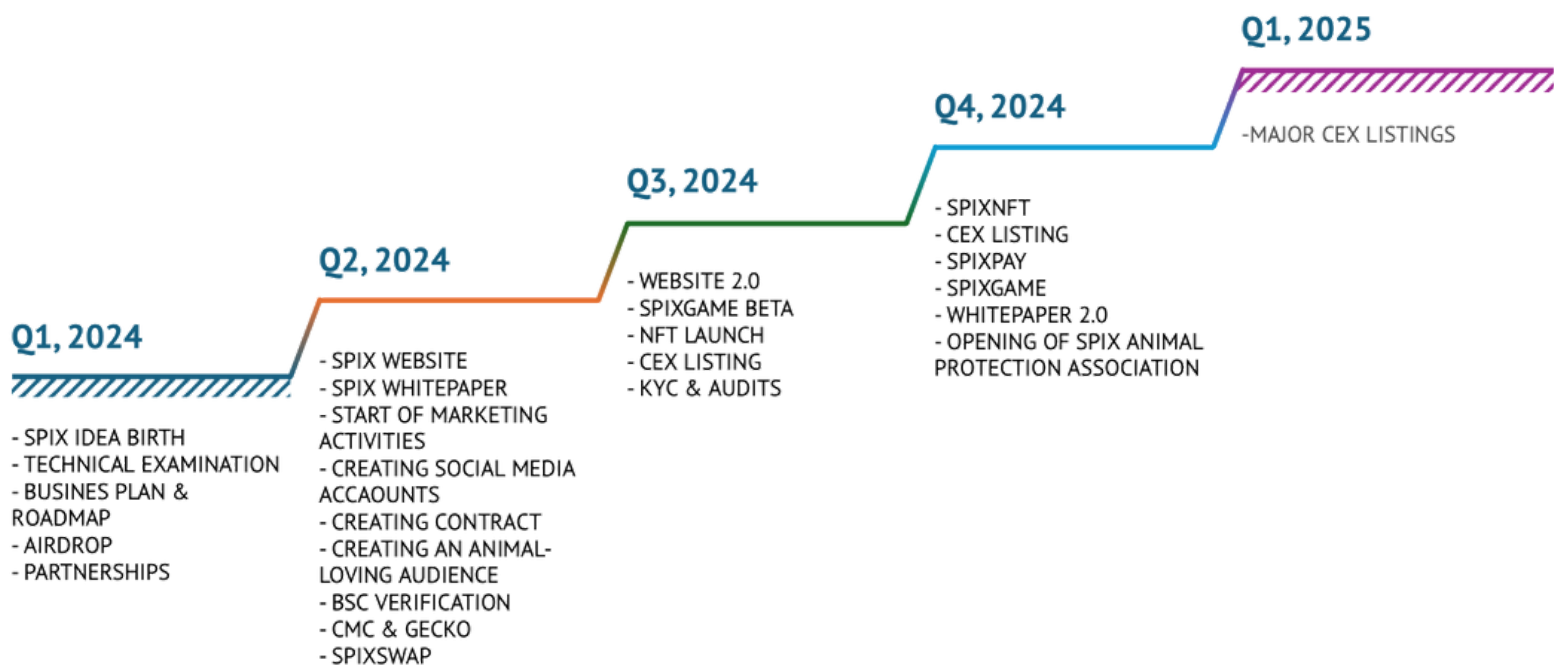 Q1, 2024
- SPIX IDEA BIRTH
- TECHNICAL EXAMINATION
- BUSINES PLAN &
ROADMAP
- AIRDROP
- PARTNERSHIPS
Q2, 2024
- SPIX WEBSITE
- SPIX WHITEPAPER
- START OF MARKETING
ACTIVITIES
- CREATING SOCIAL MEDIA
ACCAOUNTS
- CREATING CONTRACT
- CREATING AN ANIMAL-
LOVING AUDIENCE
- BSC VERIFICATION
- CMC & GECKO
- SPIXSWAP
Q3, 2024
- WEBSITE 2.0
- SPIXGAME BETA
- NFT LAUNCH
- CEX LISTING
- KYC & AUDITS
Q4, 2024
- SPIXNFT
- CEX LISTING
- SPIXPAY
- SPIXGAME
- WHITEPAPER 2.0
- OPENING OF SPIX ANIMAL
PROTECTION ASSOCIATION
Q1, 2025
-MAJOR CEX LISTINGS